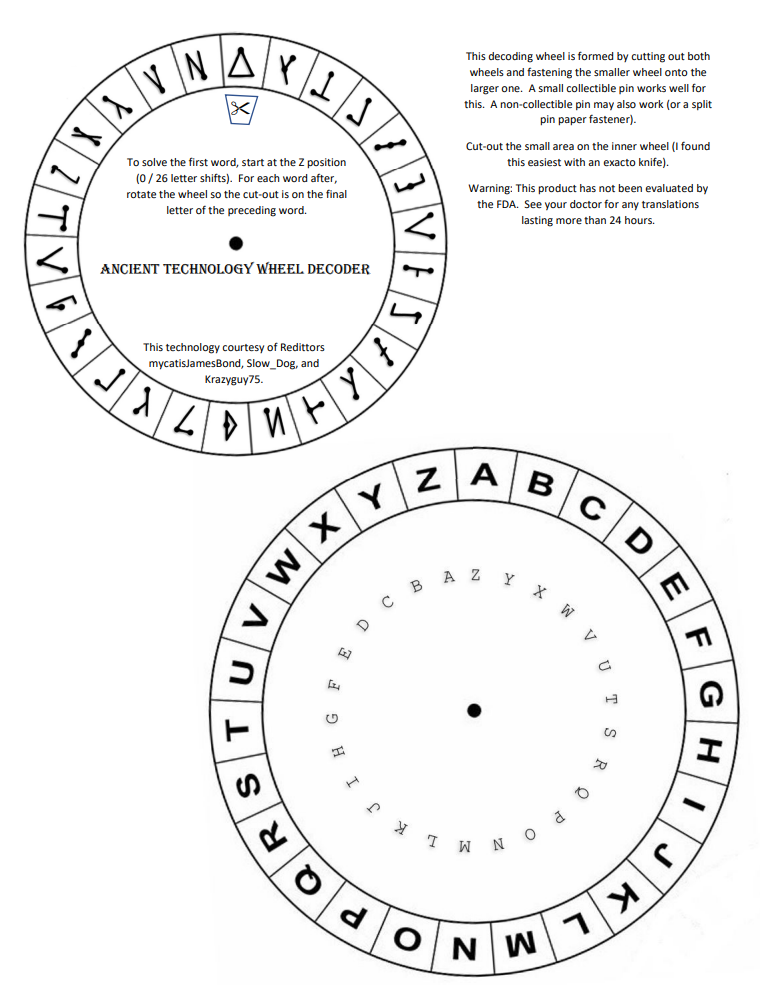 This decoding wheel is formed by cutting out both
wheels and fastening the smaller wheel onto the
larger one. A small collectible pin works well for
this. A non-collectible pin may also work (or a split
pin paper fastener).
Cut-out the small area on the inner wheel (I found
this easiest with an exacto knife).
Warning: This product has not been evaluated by
the FDA. See your doctor for any translations
lasting more than 24 hours.
To solve the first word, start at the Z position
(0 / 26 letter shifts). For each word after,
rotate the wheel so the cut-out is on the final
letter of the preceding word.
ANCIENT TECHNOLOGY WHEEL DECODER
This technology courtesy of Redittors
mycatisJamesBond, Slow_Dog, and
Krazyguy75.
A B C D E F G H I J K L M N O P Q R S T U V W X Y Z
Z Y X W V U T S R Q P O N M L K J I H G F E D C B A